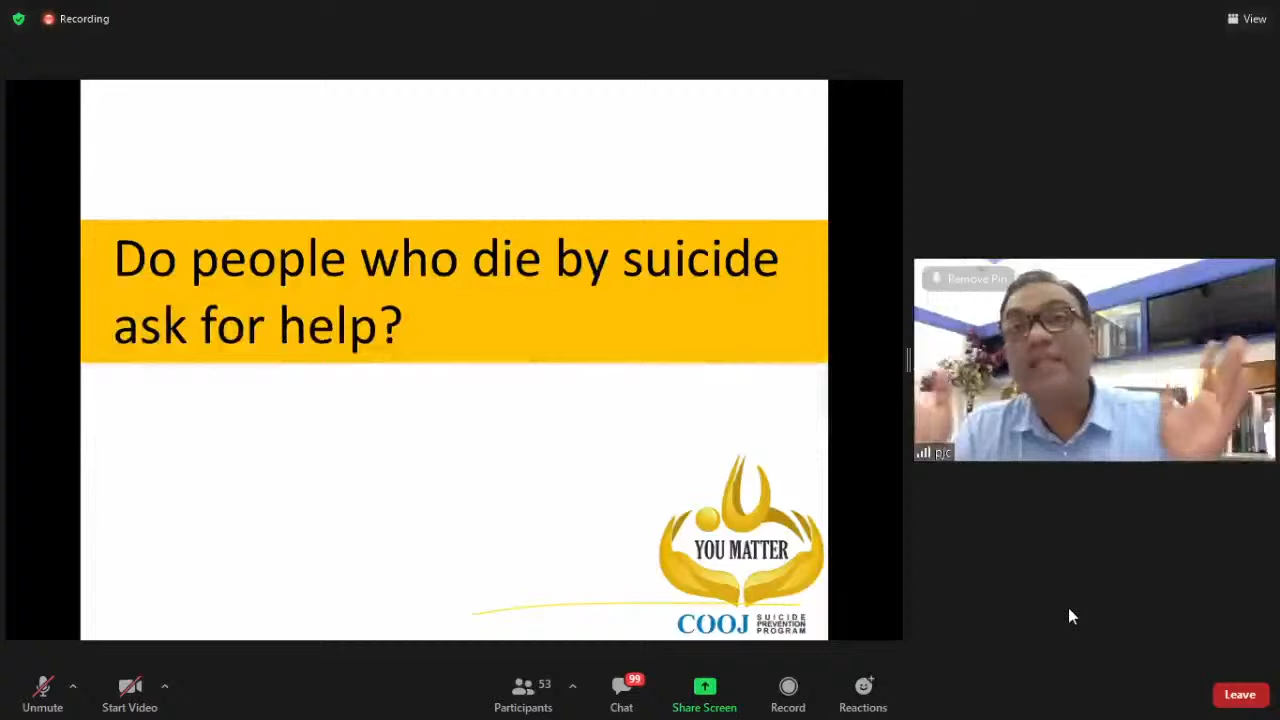 Recording
View
Do people who die by suicide
ask for help?
Remove Pin
pjc
YOU MATTER
COOJ
SUICIDE
PREVENTION
PROGRAM
Unmute
Start Video
53
Participants
99
Chat
Share Screen
Record
Reactions
Leave